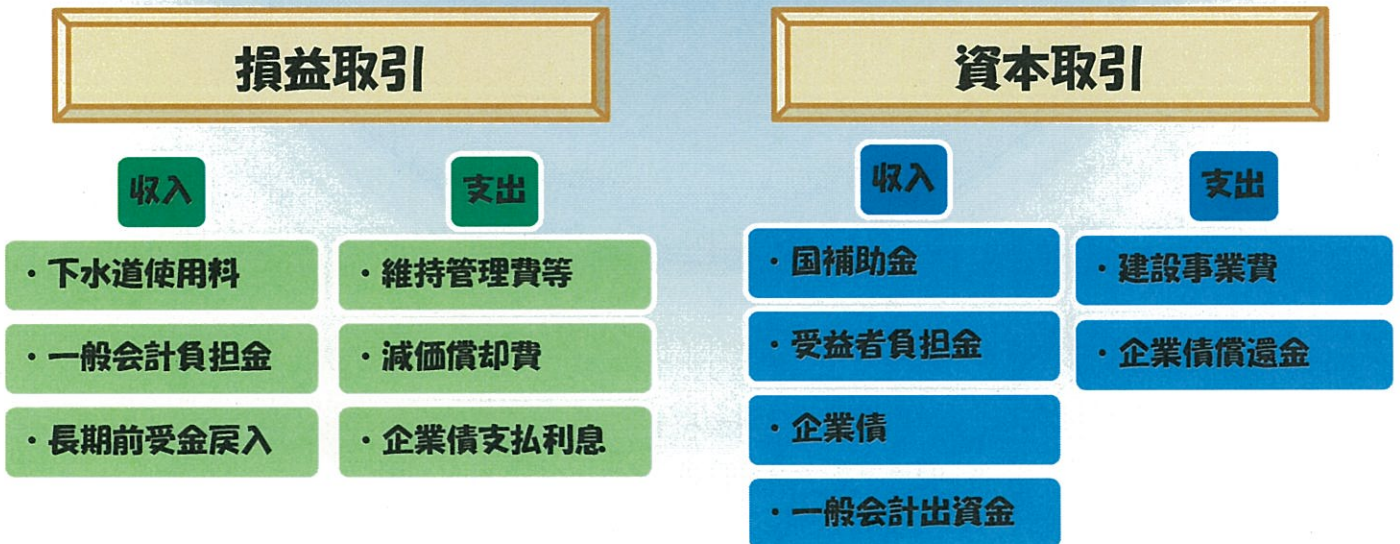 損益取引
収入
・下水道使用料
・一般会計負担金
・長期前受金戻入
支出
・維持管理費等
・減価償却費
・企業債支払利息
資本取引
収入
・国補助金
・受益者負担金
・企業債
・一般会計出資金
支出
・建設事業費
・企業債償還金